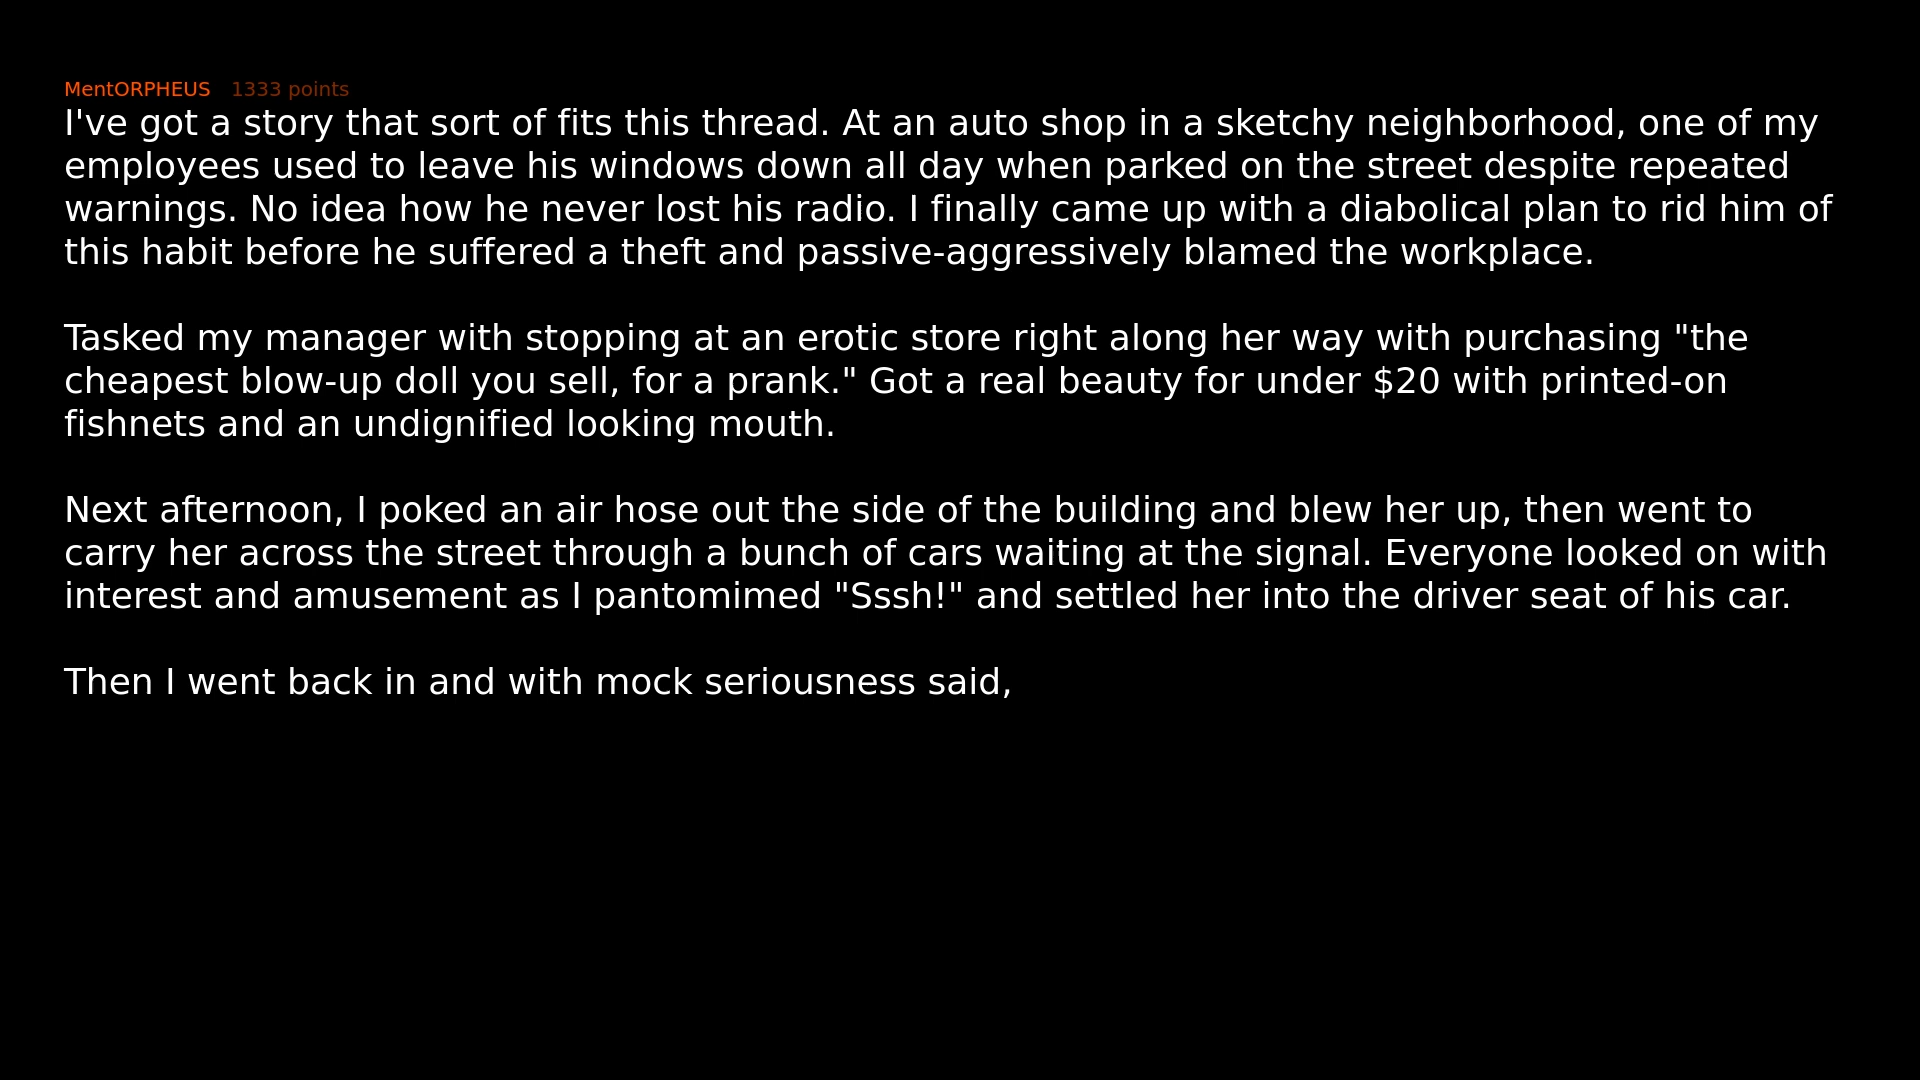 MentORPHEUS 1333 points
I've got a story that sort of fits this thread. At an auto shop in a sketchy neighborhood, one of my
employees used to leave his windows down all day when parked on the street despite repeated
warnings. No idea how he never lost his radio. I finally came up with a diabolical plan to rid him of
this habit before he suffered a theft and passive-aggressively blamed the workplace.
Tasked my manager with stopping at an erotic store right along her way with purchasing "the
cheapest blow-up doll you sell, for a prank." Got a real beauty for under $20 with printed-on
fishnets and an undignified looking mouth.
Next afternoon, I poked an air hose out the side of the building and blew her up, then went to
carry her across the street through a bunch of cars waiting at the signal. Everyone looked on with
interest and amusement as I pantomimed "Sssh!" and settled her into the driver seat of his car.
Then I went back in and with mock seriousness said,